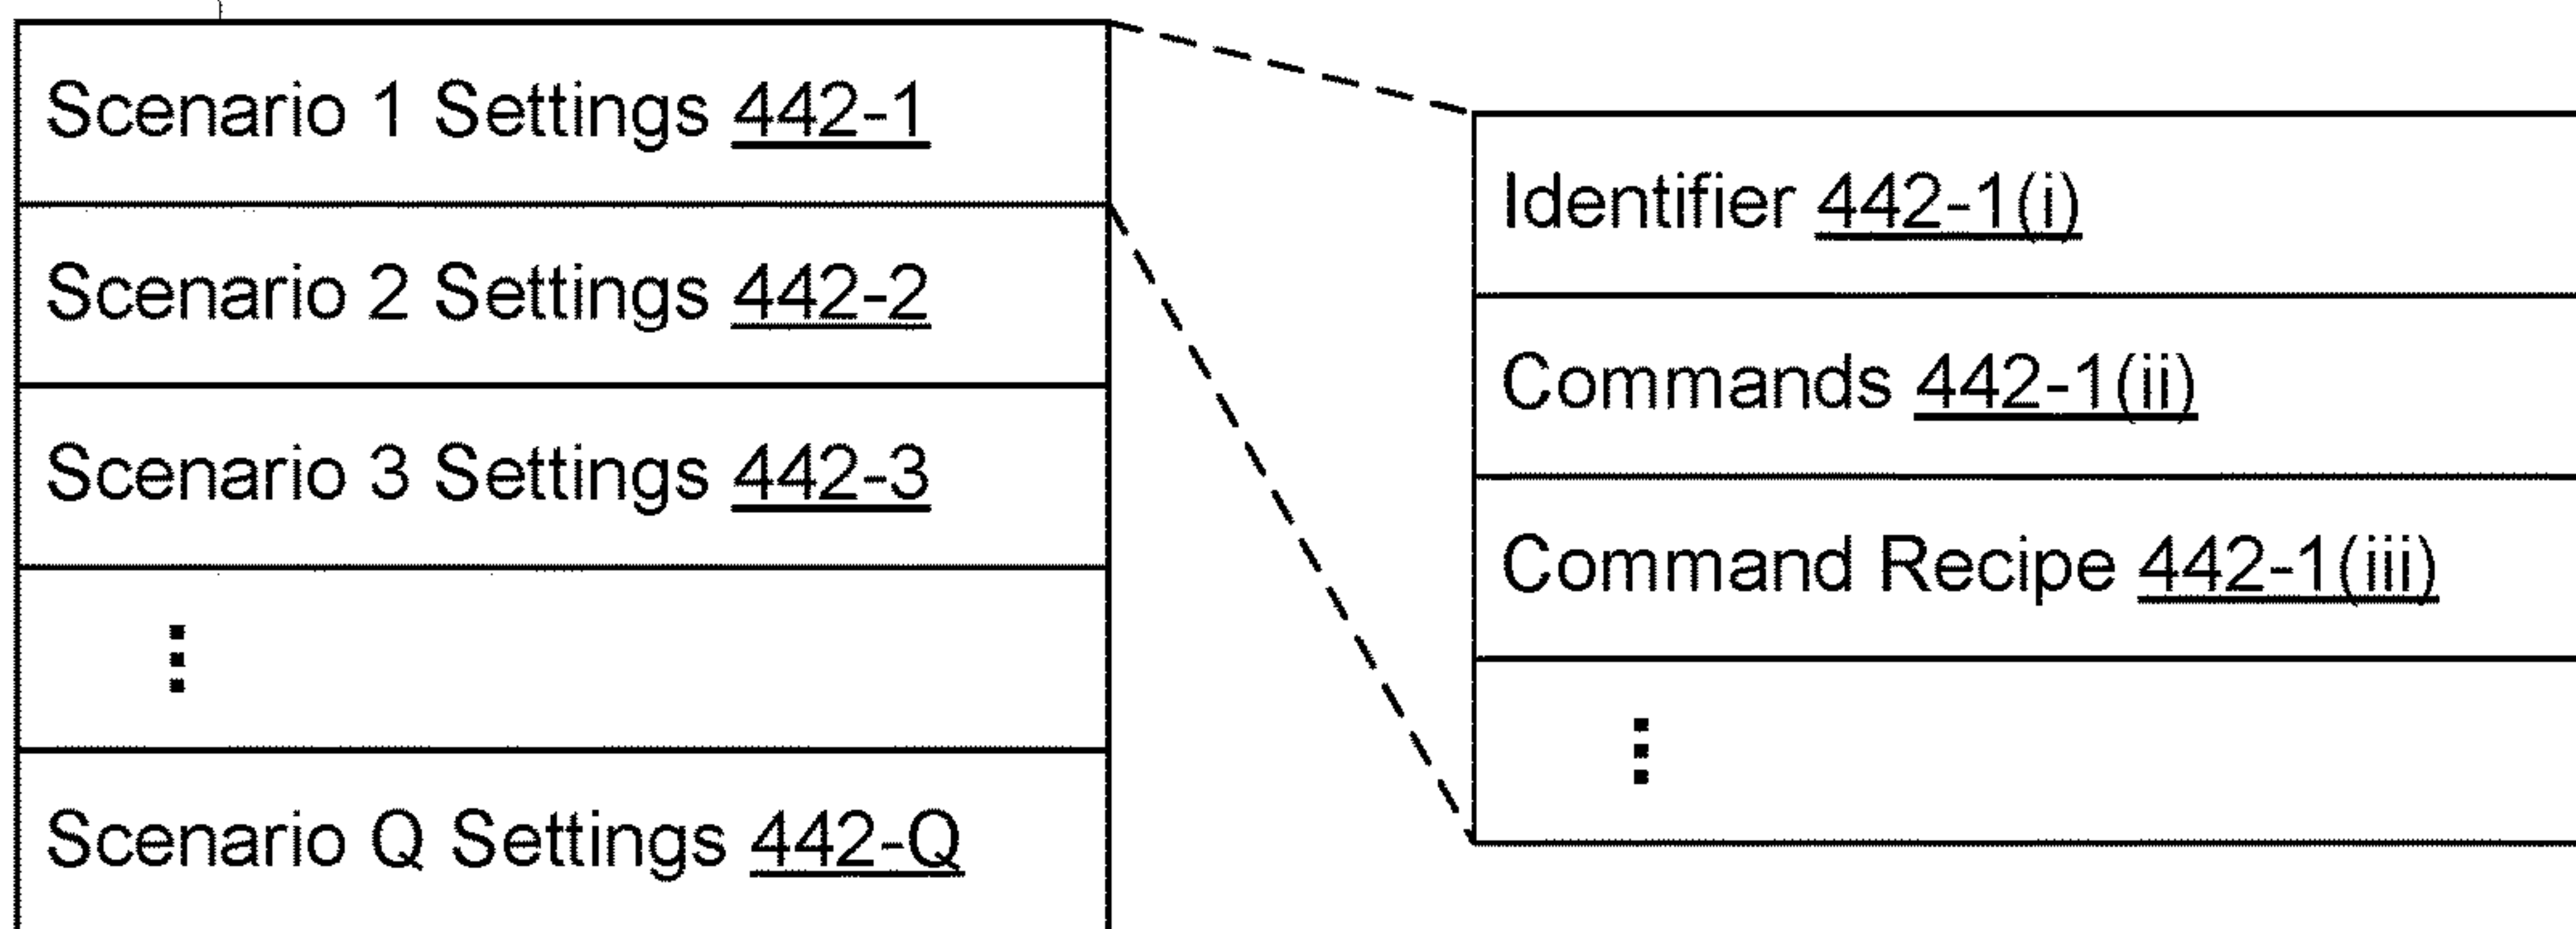 Scenario 1 Settings 442-1
Scenario 2 Settings 442-2
Scenario 3 Settings 442-3
Scenario Q Settings 442-Q
Identifier 442-1(i)
Commands 442-1(ii)
Command Recipe 442-1(iii)